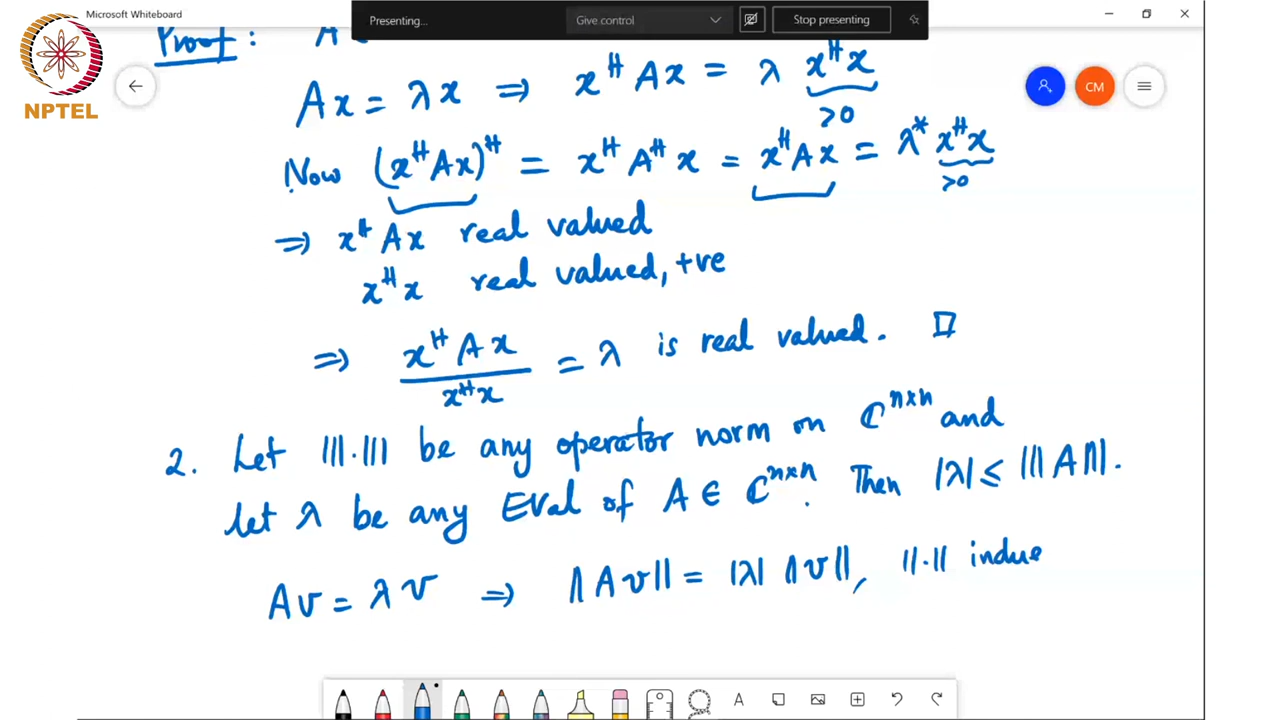 Microsoft Whiteboard
Presenting...
Give control
Stop presenting
NPTEL
CM
Proof :
Ax = λx ⇒ x^H Ax = λ x^H x
>0
Now (x^H Ax)^H = x^H A^H x = x^H Ax = λ* x^H x
>0
⇒ x^H Ax real valued
x^H x real valued, +ve
⇒ x^H Ax / x^H x = λ is real valued. □
2. Let |||.||| be any operator norm on ℂ^{n×n} and
let λ be any Eval of A ∈ ℂ^{n×n}. Then |λ| ≤ |||A|||.
Av = λv ⇒ ||Av|| = |λ| ||v||, ||.|| indue
A